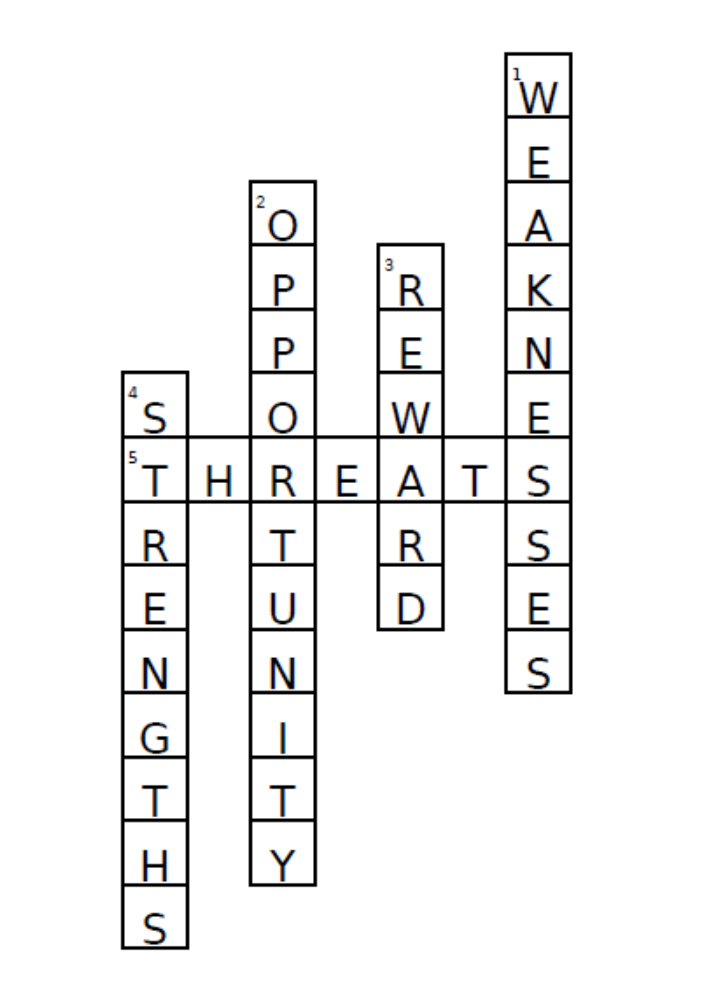 1 WEAKNESSES
2 OPPORTUNITY
3 REWARD
4 STRENGTHS
5 THREATS